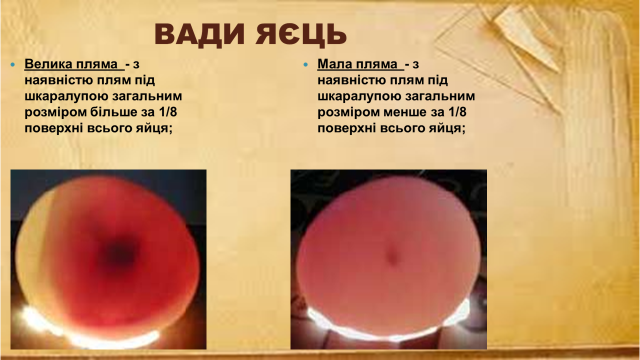 ВАДИ ЯЄЦЬ
Велика пляма - з
наявністю плям під
шкаралупою загальним
розміром більше за 1/8
поверхні всього яйця;
Мала пляма - з
наявністю плям під
шкаралупою загальним
розміром менше за 1/8
поверхні всього яйця;